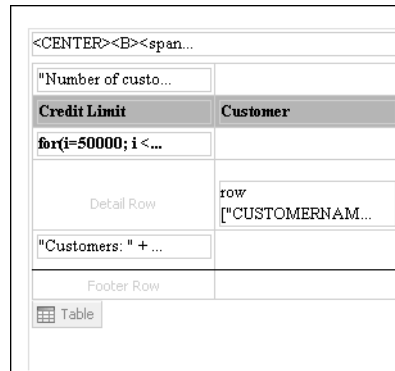 <CENTER><B><span...
"Number of custo...
Credit Limit Customer
for(i=50000; i <...
Detail Row
row
["CUSTOMERNAM...
"Customers: " + ...
Footer Row
Table